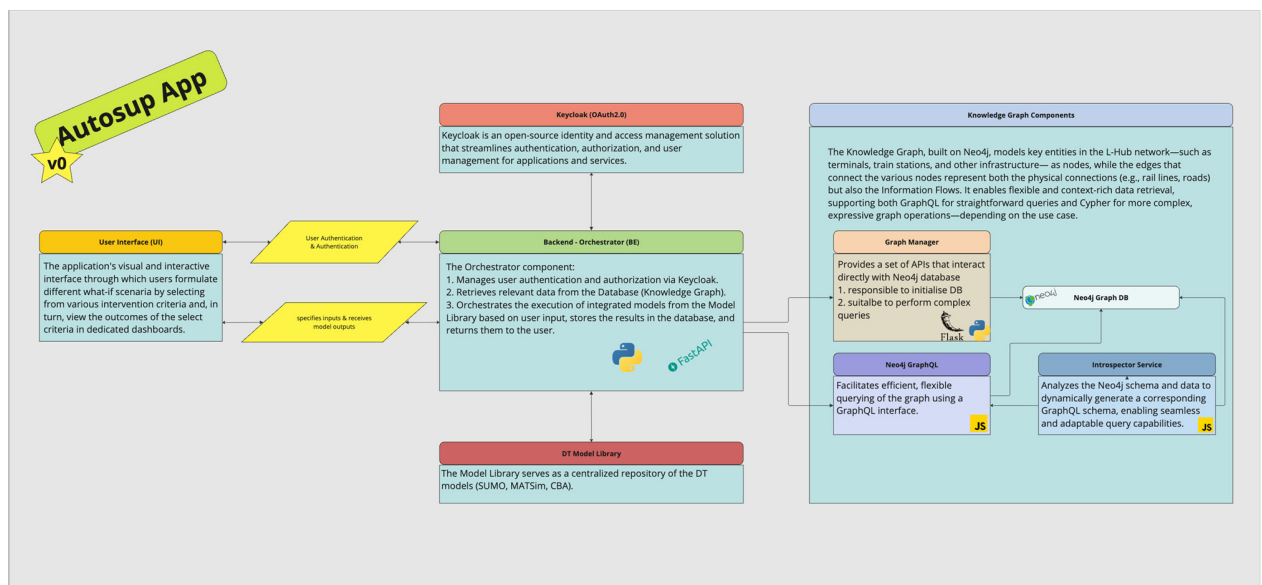 Autosup App
v0
Keycloak (OAuth2.0)
Keycloak is an open-source identity and access management solution
that streamlines authentication, authorization, and user
management for applications and services.
User Interface (UI)
The application's visual and interactive
interface through which users formulate
different what-if scenaria by selecting
from various intervention criteria and, in
turn, view the outcomes of the select
criteria in dedicated dashboards.
User Authentication
& Authentication
specifies inputs & receives
model outputs
Backend - Orchestrator (BE)
The Orchestrator component:
1. Manages user authentication and authorization via Keycloak.
2. Retrieves relevant data from the Database (Knowledge Graph).
3. Orchestrates the execution of integrated models from the Model
Library based on user input, stores the results in the database, and
returns them to the user.
FastAPI
DT Model Library
The Model Library serves as a centralized repository of the DT
models (SUMO, MATSim, CBA).
Knowledge Graph Components
The Knowledge Graph, built on Neo4j, models key entities in the L-Hub network—such as
terminals, train stations, and other infrastructure— as nodes, while the edges that
connect the various nodes represent both the physical connections (e.g., rail lines, roads)
but also the Information Flows. It enables flexible and context-rich data retrieval,
supporting both GraphQL for straightforward queries and Cypher for more complex,
expressive graph operations—depending on the use case.
Graph Manager
Provides a set of APIs that interact
directly with Neo4j database
1. responsible to initialise DB
2. suitalbe to perform complex
queries
Flask
neo4j
Neo4j Graph DB
Neo4j GraphQL
Facilitates efficient, flexible
querying of the graph using a
GraphQL interface.
JS
Introspector Service
Analyzes the Neo4j schema and data to
dynamically generate a corresponding
GraphQL schema, enabling seamless
and adaptable query capabilities.
JS